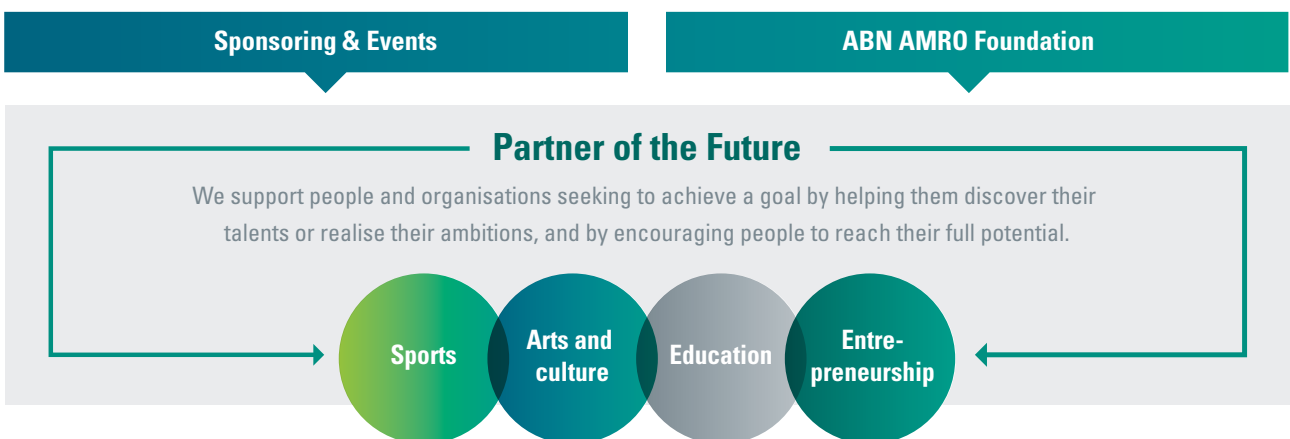 Sponsoring & Events
ABN AMRO Foundation
Partner of the Future
We support people and organisations seeking to achieve a goal by helping them discover their
talents or realise their ambitions, and by encouraging people to reach their full potential.
Sports
Arts and
culture
Education
Entre-
preneurship